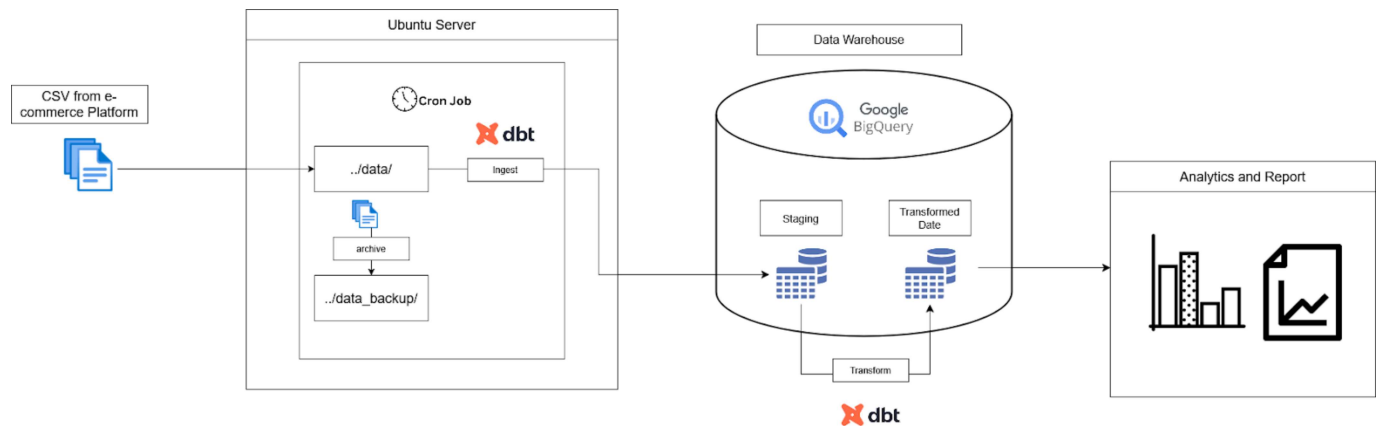 Ubuntu Server
Data Warehouse
CSV from e-
commerce Platform
Cron Job
Google
BigQuery
dbt
../data/
Ingest
Analytics and Report
Staging
Transformed
Date
archive
../data_backup/
Transform
dbt